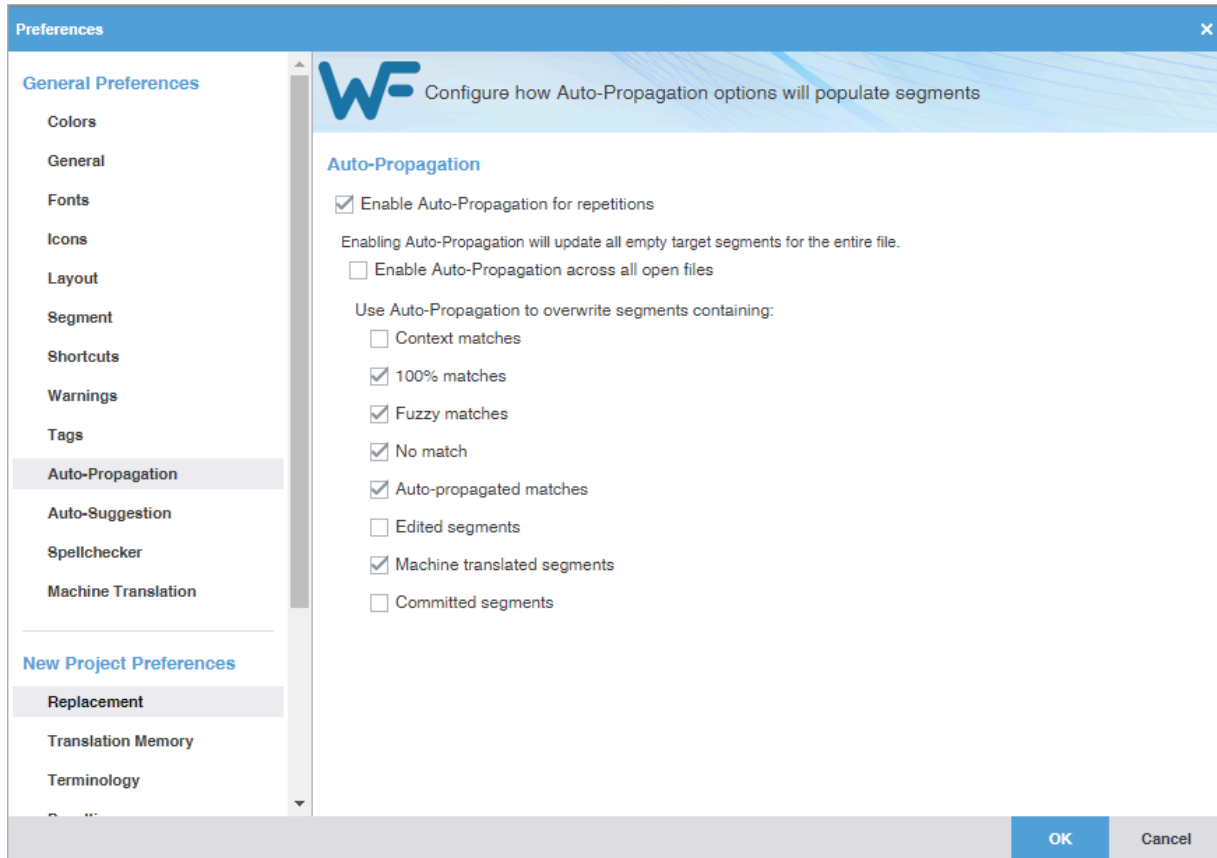 Preferences
General Preferences
Colors
General
Fonts
Icons
Layout
Segment
Shortcuts
Warnings
Tags
Auto-Propagation
Auto-Suggestion
Spellchecker
Machine Translation
New Project Preferences
Replacement
Translation Memory
Terminology
WF
Configure how Auto-Propagation options will populate segments
Auto-Propagation
Enable Auto-Propagation for repetitions
Enabling Auto-Propagation will update all empty target segments for the entire file.
Enable Auto-Propagation across all open files
Use Auto-Propagation to overwrite segments containing:
Context matches
100% matches
Fuzzy matches
No match
Auto-propagated matches
Edited segments
Machine translated segments
Committed segments
OK
Cancel